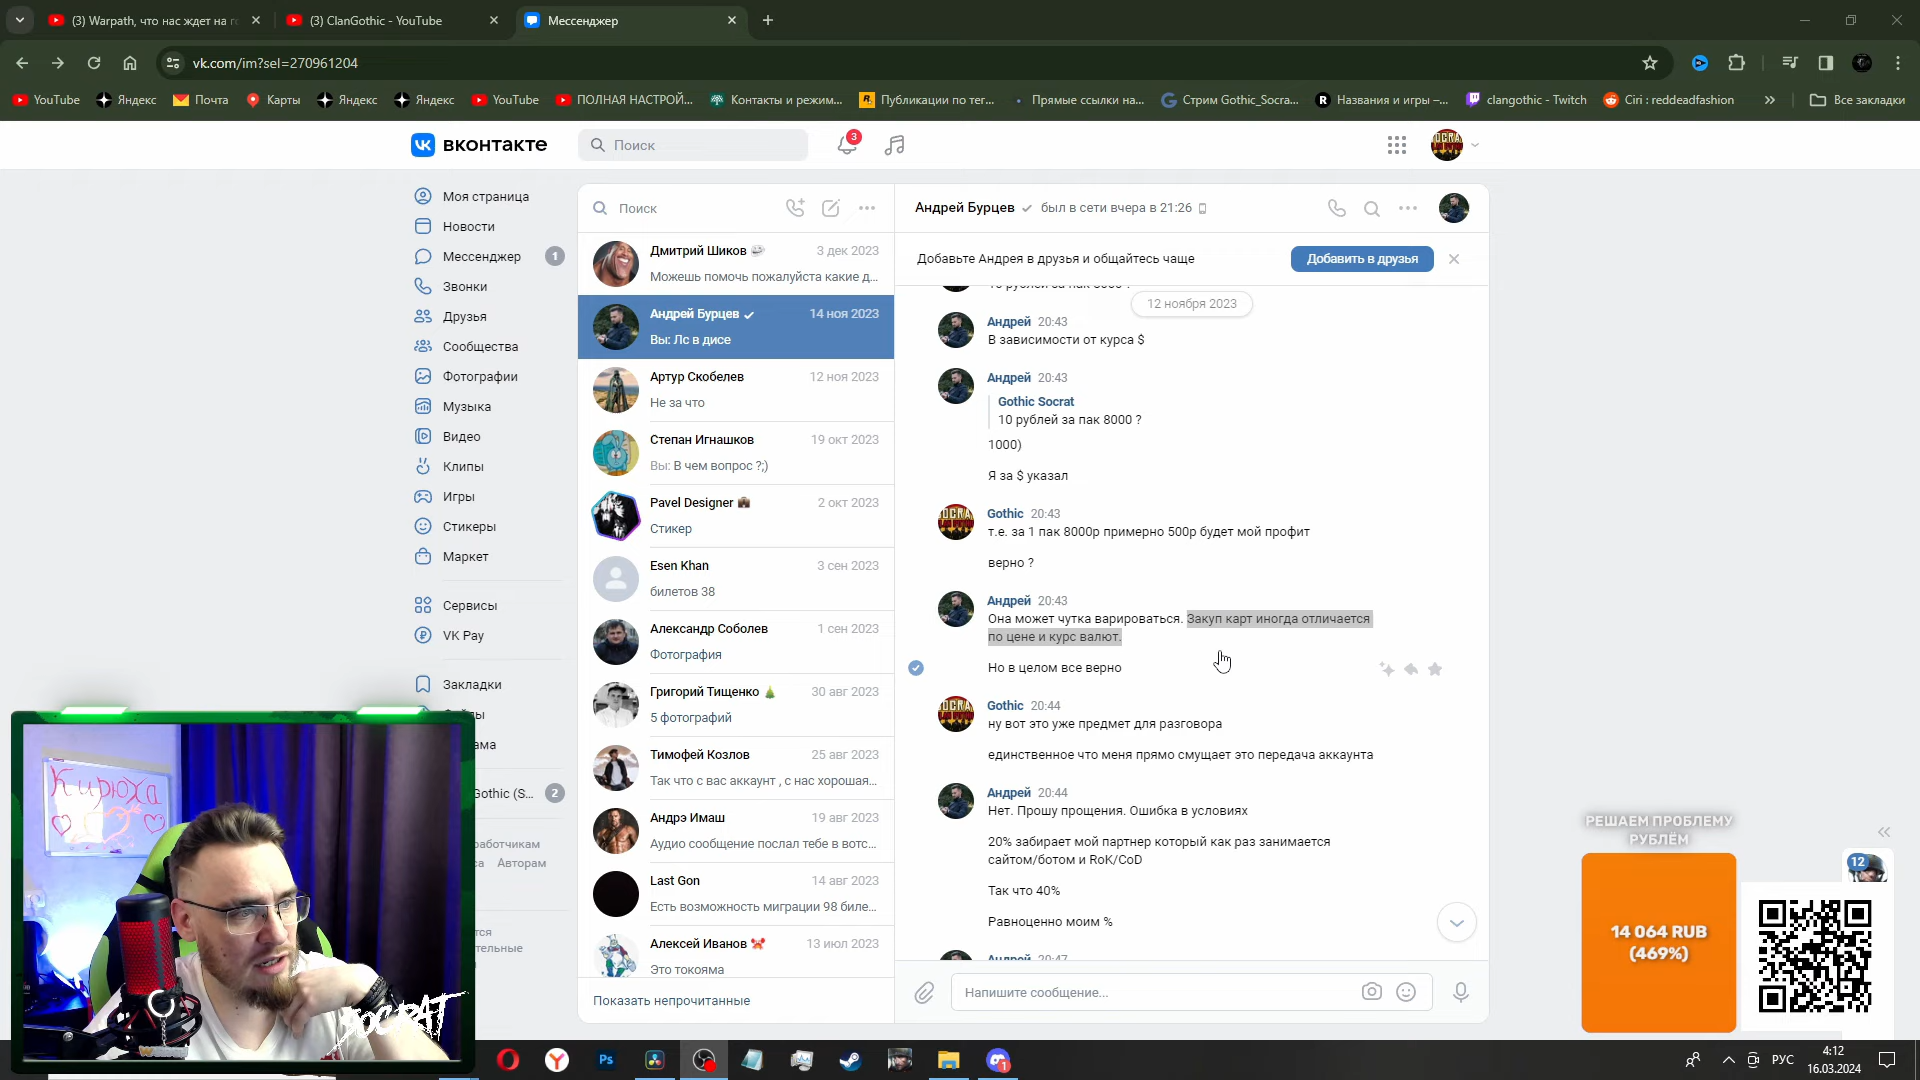 (3) Warpath, что нас ждет на го
(3) ClanGothic - YouTube
Мессенджер
vk.com/im?sel=270961204
YouTube
Яндекс
Почта
Карты
Яндекс
Яндекс
YouTube
ПОЛНАЯ НАСТРОЙ...
Контакты и режим...
Публикации по тег...
Прямые ссылки на...
Стрим Gothic_Socra...
Названия и игры –...
clangothic - Twitch
Ciri : reddeadfashion
Все закладки
вконтакте
Поиск
3
Моя страница
Новости
Мессенджер
1
Звонки
Друзья
Сообщества
Фотографии
Музыка
Видео
Клипы
Игры
Стикеры
Маркет
Сервисы
VK Pay
Закладки
Gothic (S...
2
работчикам
Авторам
Поиск
Дмитрий Шиков
3 дек 2023
Можешь помочь пожалуйста какие д...
Андрей Бурцев
14 ноя 2023
Вы: Лс в дисе
Артур Скобелев
12 ноя 2023
Не за что
Степан Игнашков
19 окт 2023
Вы: В чем вопрос ?;)
Pavel Designer
2 окт 2023
Стикер
Esen Khan
3 сен 2023
билетов 38
Александр Соболев
1 сен 2023
Фотография
Григорий Тищенко
30 авг 2023
5 фотографий
Тимофей Козлов
25 авг 2023
Так что с вас аккаунт , с нас хорошая...
Андрэ Имаш
19 авг 2023
Аудио сообщение послал тебе в вотс...
Last Gon
14 авг 2023
Есть возможность миграции 98 биле...
Алексей Иванов
13 июл 2023
Это токояма
Показать непрочитанные
Андрей Бурцев
был в сети вчера в 21:26
Добавьте Андрея в друзья и общайтесь чаще
Добавить в друзья
12 ноября 2023
Андрей 20:43
В зависимости от курса $
Андрей 20:43
Gothic Socrat
10 рублей за пак 8000 ?
1000)
Я за $ указал
Gothic 20:43
т.е. за 1 пак 8000р примерно 500р будет мой профит
верно ?
Андрей 20:43
Она может чутка варироваться. Закуп карт иногда отличается
по цене и курс валют.
Но в целом все верно
Gothic 20:44
ну вот это уже предмет для разговора
единственное что меня прямо смущает это передача аккаунта
Андрей 20:44
Нет. Прошу прощения. Ошибка в условиях
20% забирает мой партнер который как раз занимается
сайтом/ботом и RoK/CoD
Так что 40%
Равноценно моим %
Андрей 20:47
Напишите сообщение...
Кирюха
SOCRAT
РЕШАЕМ ПРОБЛЕМУ
РУБЛЁМ
14 064 RUB
(469%)
12
РУС
4:12
16.03.2024